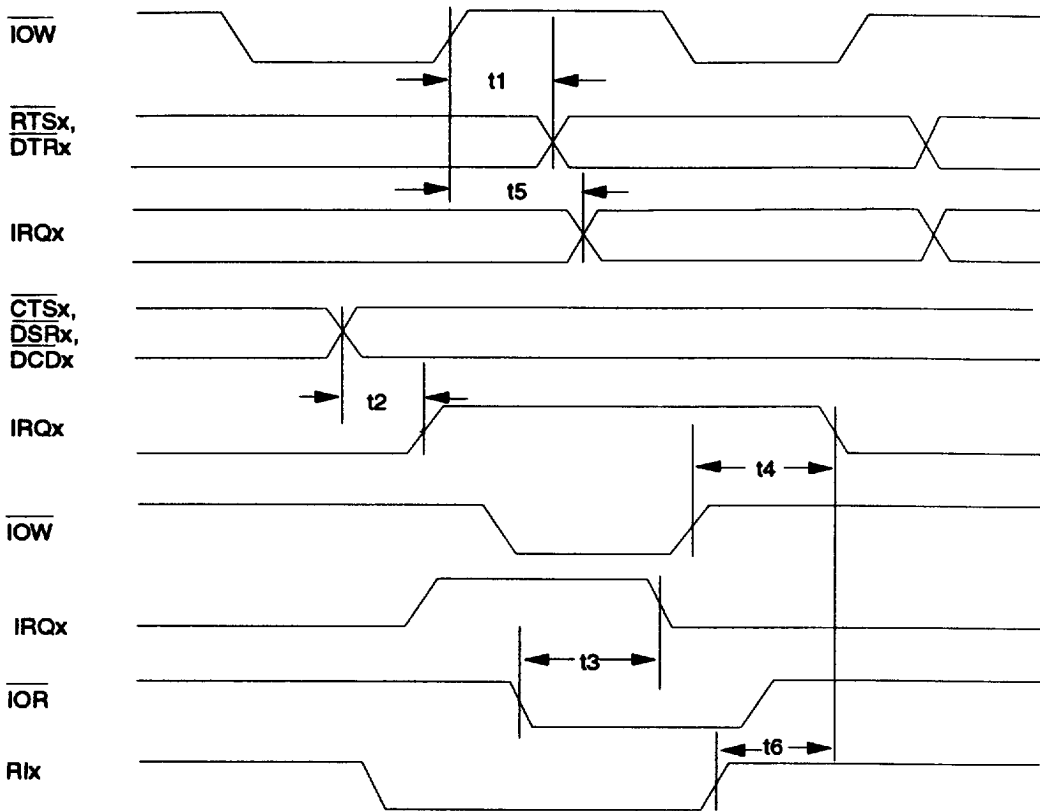 IOW
t1
RTSx,
DTRx
t5
IRQx
CTSx,
DSRx,
DCDx
t2
IRQx
t4
IOW
IRQx
t3
IOR
t6
RIx